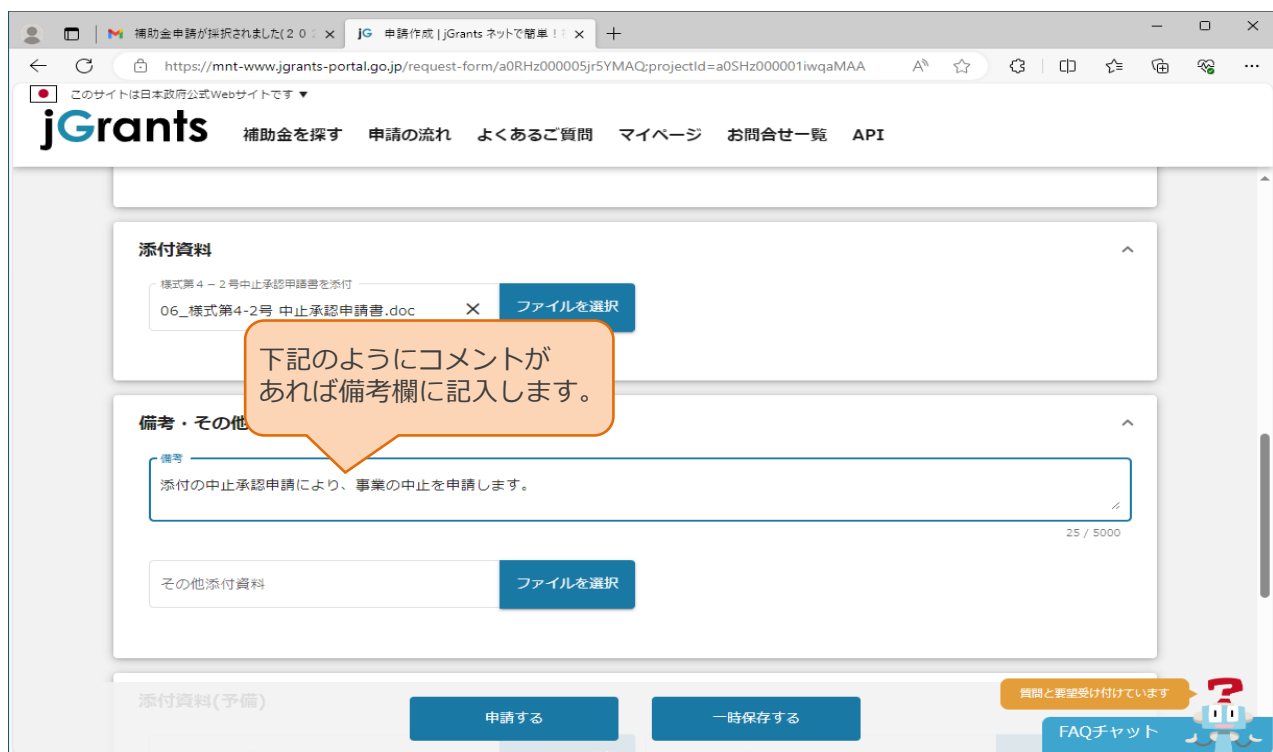 補助金申請が採択されました(20
jG 申請作成 | jGrants ネットで簡単!
https://mnt-www.jgrants-portal.go.jp/request-form/a0RHz000005jr5YMAQ;projectId=a0SHz000001iwqaMAA
このサイトは日本政府公式Webサイトです ▼
jGrants 補助金を探す 申請の流れ よくあるご質問 マイページ お問合せ一覧 API
添付資料
様式第4-2号中止承認申請書を添付
06_様式第4-2号 中止承認申請書.doc
ファイルを選択
下記のようにコメントが
あれば備考欄に記入します。
備考・その他
備考
添付の中止承認申請により、事業の中止を申請します。
25 / 5000
その他添付資料
ファイルを選択
添付資料(予備)
申請する
一時保存する
質問と要望受け付けています
FAQチャット